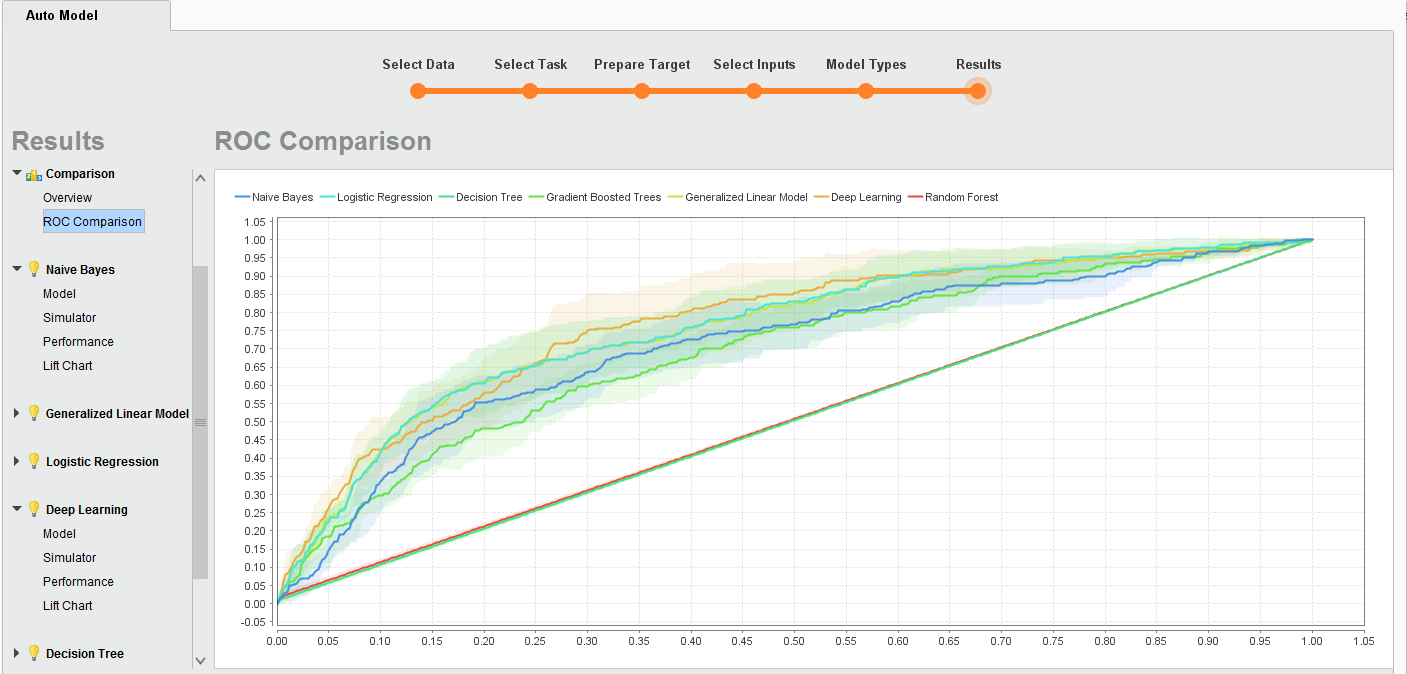 Auto Model
Select Data Select Task Prepare Target Select Inputs Model Types Results
Results
Comparison
Overview
ROC Comparison
Naive Bayes
Model
Simulator
Performance
Lift Chart
Generalized Linear Model
Logistic Regression
Deep Learning
Model
Simulator
Performance
Lift Chart
Decision Tree
ROC Comparison
Naive Bayes Logistic Regression Decision Tree Gradient Boosted Trees Generalized Linear Model Deep Learning Random Forest
1.05
1.00
0.95
0.90
0.85
0.80
0.75
0.70
0.65
0.60
0.55
0.50
0.45
0.40
0.35
0.30
0.25
0.20
0.15
0.10
0.05
0.00
-0.05
0.00 0.05 0.10 0.15 0.20 0.25 0.30 0.35 0.40 0.45 0.50 0.55 0.60 0.65 0.70 0.75 0.80 0.85 0.90 0.95 1.00 1.05